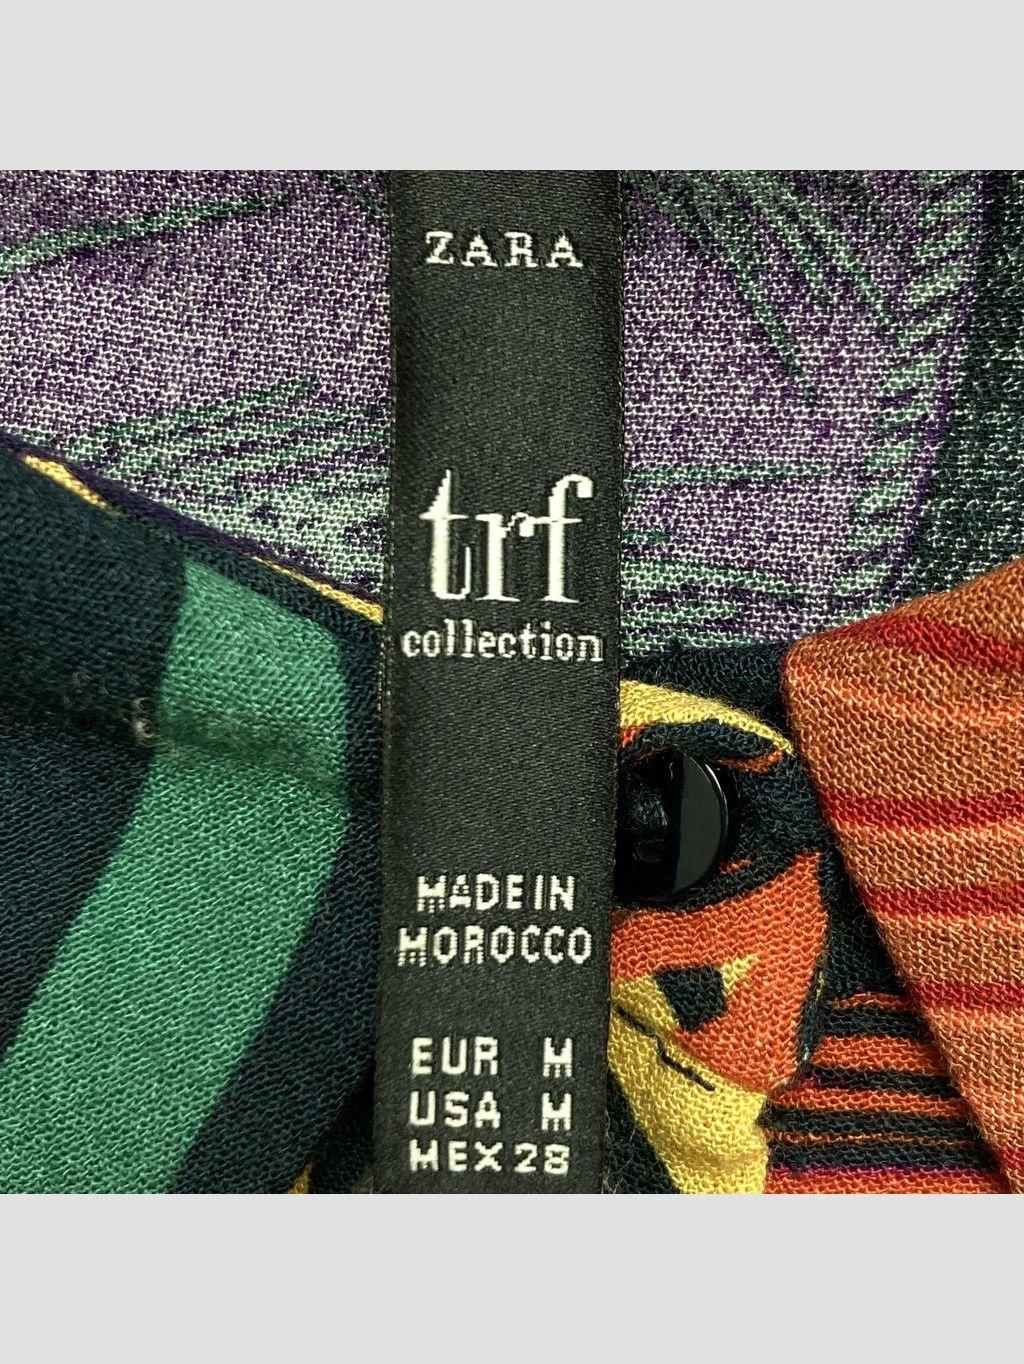 ZARA
trf
collection
MADE IN
MOROCCO
EUR M
USA M
MEX 28